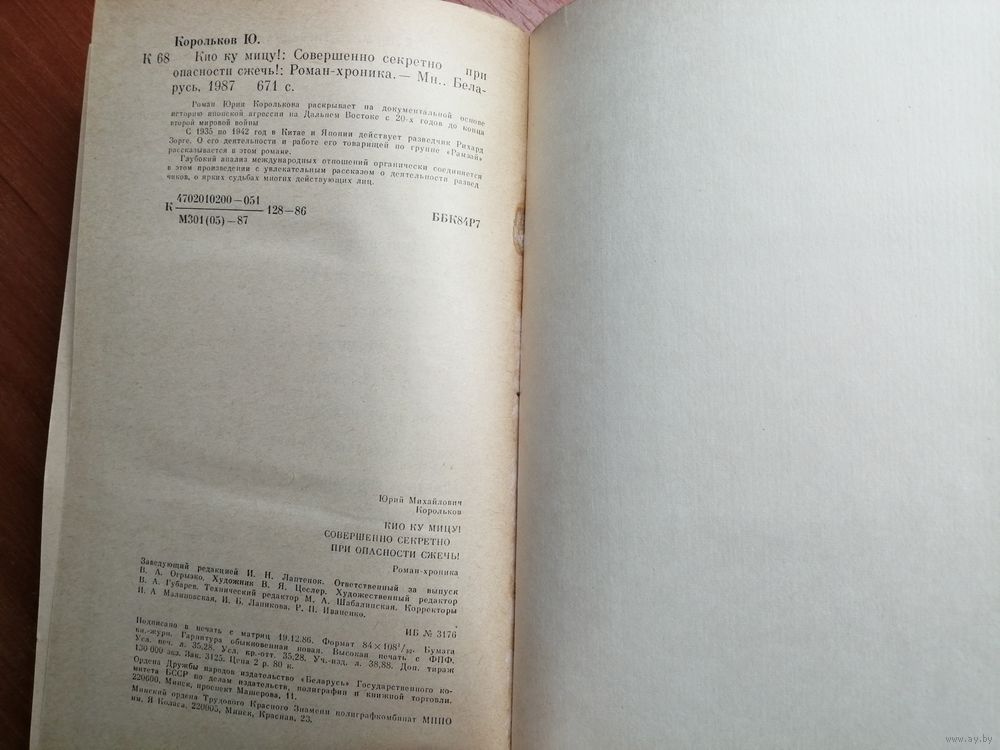 Корольков Ю.
К 68 Кио ку мицу!: Совершенно секретно при
опасности сжечь!: Роман-хроника. — Мн.. Бела-
русь, 1987 671 с.
Роман Юрия Королькова раскрывает на документальной основе
историю японской агрессии на Дальнем Востоке с 20-х годов до конца
второй мировой войны
С 1935 по 1942 год в Китае и Японии действует разведчик Рихард
Зорге. О его деятельности и работе его товарищей по группе «Рамзай»
рассказывается в этом романе.
Глубокий анализ международных отношений органически соединяется
в этом произведении с увлекательным рассказом о деятельности развед
чиков, о ярких судьбах многих действующих лиц.
К 4702010200—051
М301(05)—87
128—86
ББК84Р7
Юрий Михайлович
Корольков
КИО КУ МИЦУ!
СОВЕРШЕННО СЕКРЕТНО
ПРИ ОПАСНОСТИ СЖЕЧЬ!
Роман-хроника
Заведующий редакцией И. Н. Лаптенок. Ответственный за выпуск
В. А. Огрызко. Художник В. Я. Цеслер. Художественный редактор
В. А. Губарев. Технический редактор М. А. Шабалинская. Корректоры
И. А Малиновская, И. Б. Лапикова. Р. П. Иваненко.
ИБ № 3176
Подписано в печать с матриц 19.12.86. Формат 84×108¹/₃₂. Бумага
кн.-журн. Гарнитура обыкновенная новая. Высокая печать с ФПФ.
Усл. печ. л. 35,28. Усл. кр.-отт. 35,28. Уч.-изд. л. 38,88. Доп. тираж
130 000 экз. Зак. 3125. Цена 2 р. 80 к.
Ордена Дружбы народов издательство «Беларусь» Государственного ко-
митета БССР по делам издательств, полиграфии и книжной торговли.
220600, Минск, проспект Машерова, 11.
Минский ордена Трудового Красного Знамени полиграфкомбинат МППО
им. Я Коласа, 220005, Минск, Красная, 23.
www.ay.by